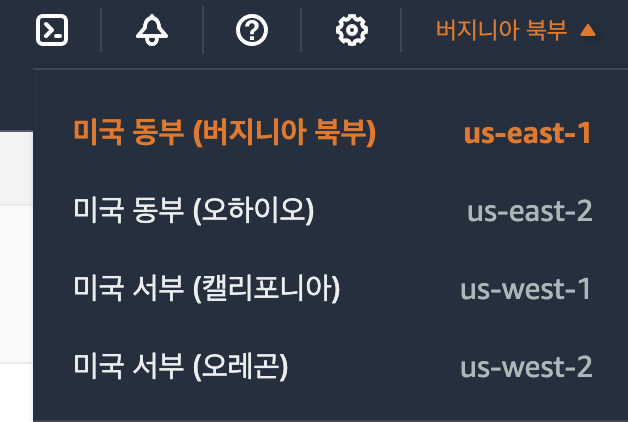 버지니아 북부 ▲
미국 동부 (버지니아 북부) us-east-1
미국 동부 (오하이오) us-east-2
미국 서부 (캘리포니아) us-west-1
미국 서부 (오레곤) us-west-2